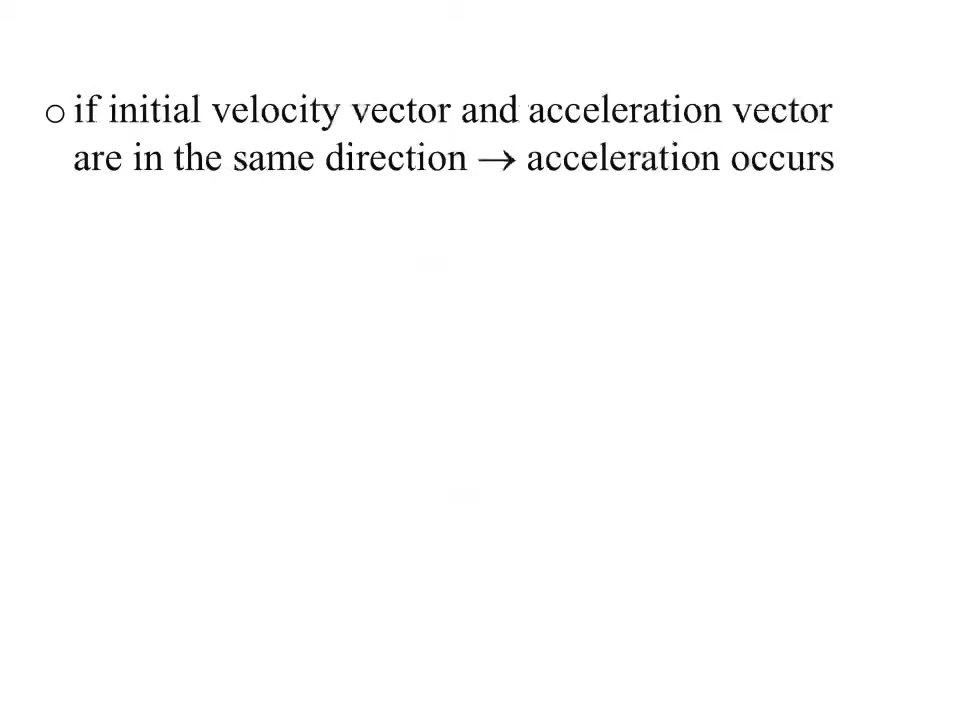 ○ if initial velocity vector and acceleration vector
are in the same direction → acceleration occurs